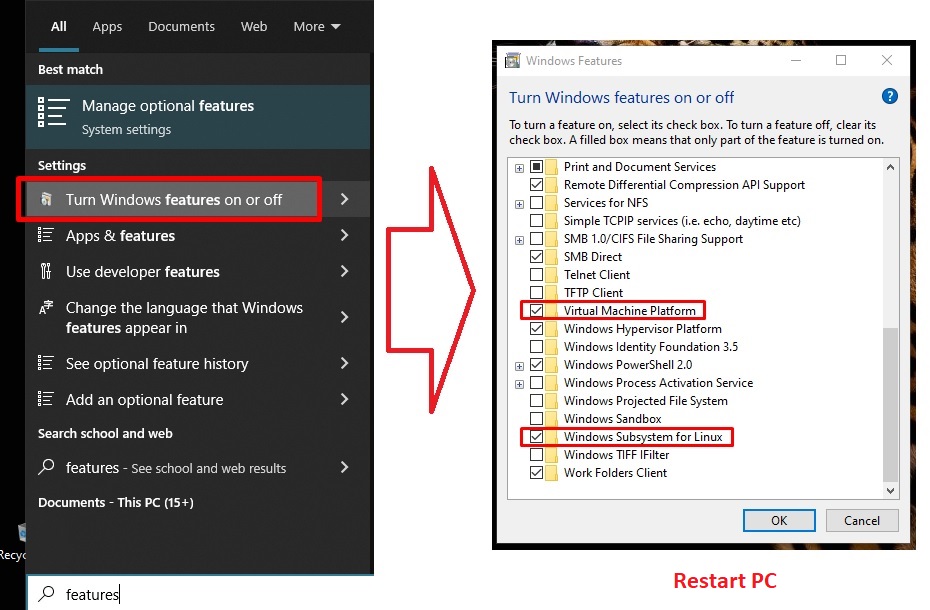 All Apps Documents Web More
Best match
Manage optional features
System settings
Settings
Turn Windows features on or off
Apps & features
Use developer features
Change the language that Windows
features appear in
See optional feature history
Add an optional feature
Search school and web
features - See school and web results
Documents - This PC (15+)
Recyc
features
Windows Features
Turn Windows features on or off
To turn a feature on, select its check box. To turn a feature off, clear its
check box. A filled box means that only part of the feature is turned on.
Print and Document Services
Remote Differential Compression API Support
Services for NFS
Simple TCPIP services (i.e. echo, daytime etc)
SMB 1.0/CIFS File Sharing Support
SMB Direct
Telnet Client
TFTP Client
Virtual Machine Platform
Windows Hypervisor Platform
Windows Identity Foundation 3.5
Windows PowerShell 2.0
Windows Process Activation Service
Windows Projected File System
Windows Sandbox
Windows Subsystem for Linux
Windows TIFF IFilter
Work Folders Client
OK Cancel
Restart PC